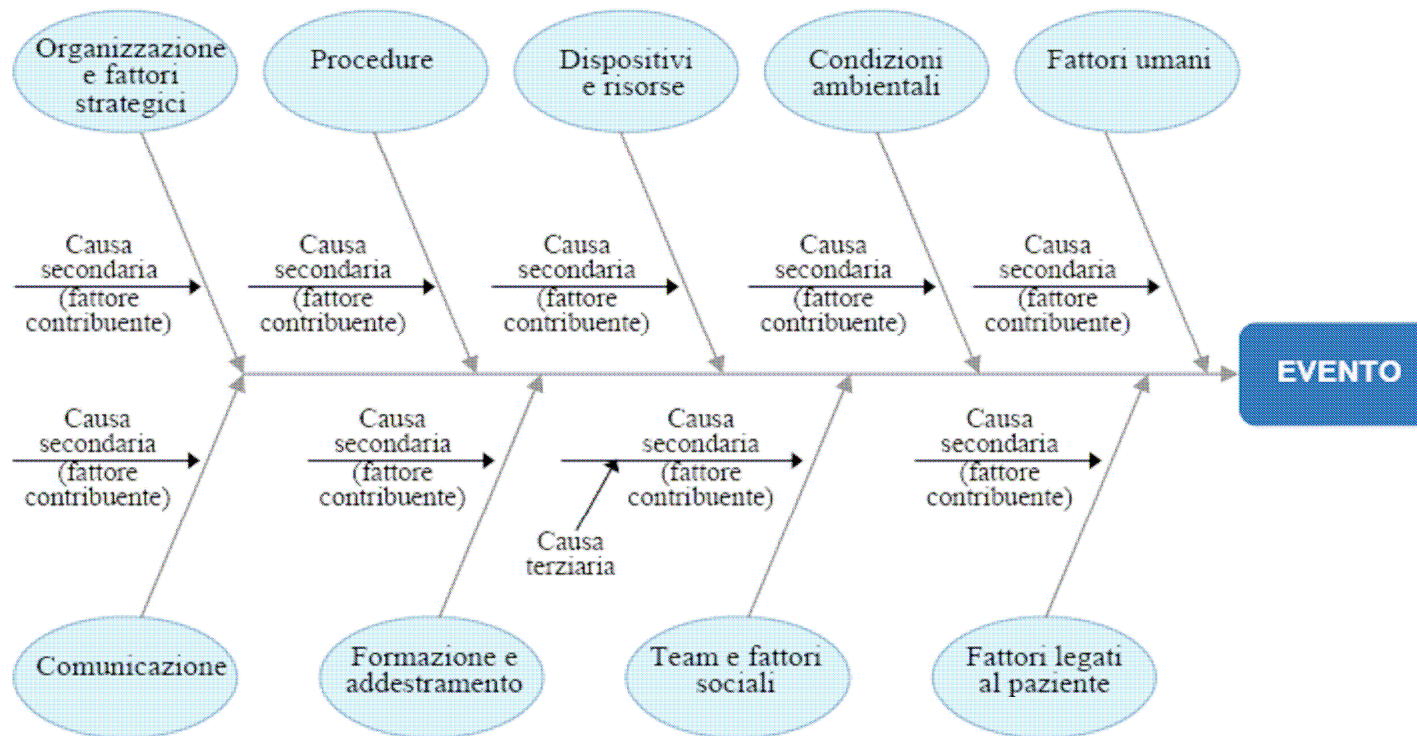 Organizzazione
e fattori
strategici
Procedure
Dispositivi
e risorse
Condizioni
ambientali
Fattori umani
Causa
secondaria
(fattore
contribuente)
Causa
secondaria
(fattore
contribuente)
Causa
secondaria
(fattore
contribuente)
Causa
secondaria
(fattore
contribuente)
Causa
secondaria
(fattore
contribuente)
EVENTO
Causa
secondaria
(fattore
contribuente)
Causa
secondaria
(fattore
contribuente)
Causa
secondaria
(fattore
contribuente)
Causa
terziaria
Causa
secondaria
(fattore
contribuente)
Comunicazione
Formazione e
addestramento
Team e fattori
sociali
Fattori legati
al paziente